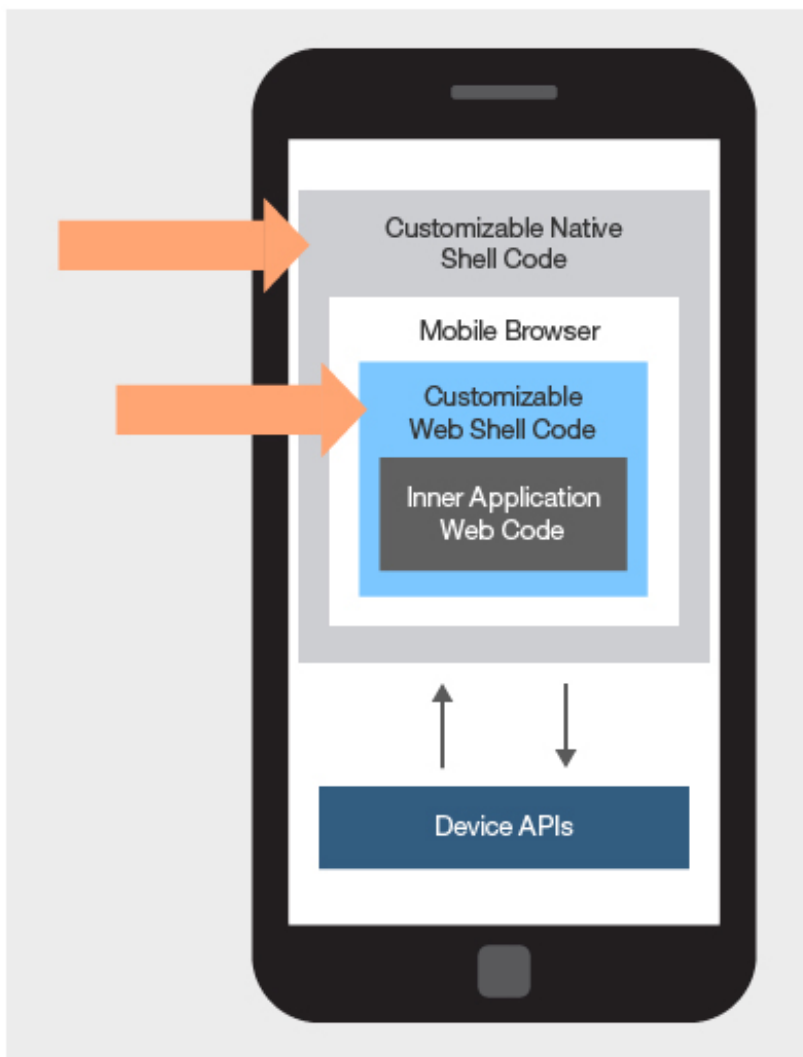 Customizable Native
Shell Code
Mobile Browser
Customizable
Web Shell Code
Inner Application
Web Code
Device APIs